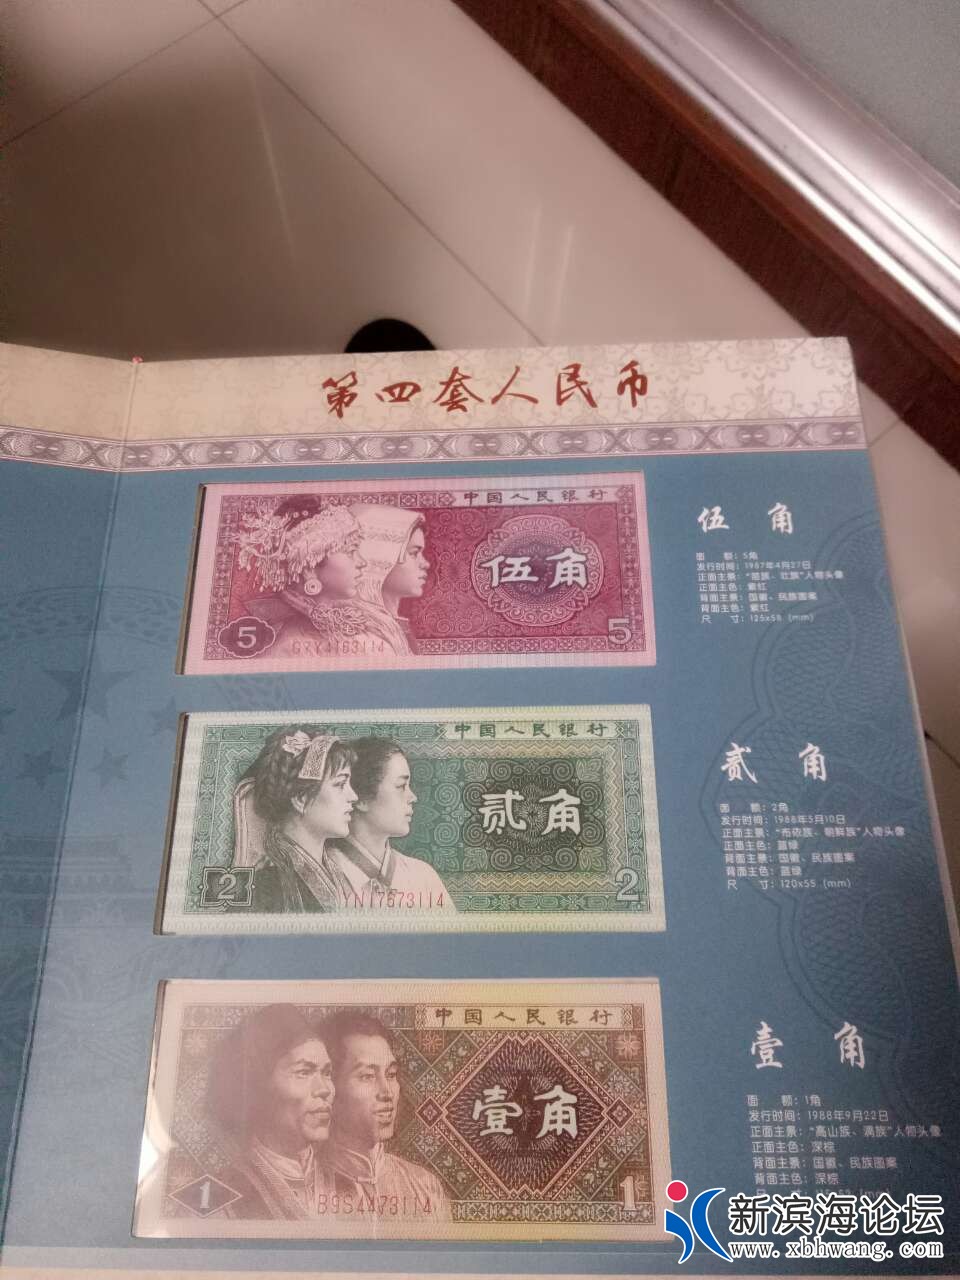 第四套人民币
中国人民银行
伍角
5
GZY4163114
5
伍 角
面 额：5角
发行时间：1987年4月27日
正面主景："苗族、壮族"人物头像
正面主色：紫红
背面主景：国徽、民族图案
背面主色：紫红
尺 寸：125x58 (mm)
中国人民银行
贰角
2
YN17673114
2
贰 角
面 额：2角
发行时间：1988年5月10日
正面主景："布依族、朝鲜族"人物头像
正面主色：蓝绿
背面主景：国徽、民族图案
背面主色：蓝绿
尺 寸：120x55 (mm)
中国人民银行
壹角
1
B9S4473114
1
壹 角
面 额：1角
发行时间：1988年9月22日
正面主景："高山族、满族"人物头像
正面主色：深棕
背面主景：国徽、民族图案
背面主色：深棕
新滨海论坛
www.xbhwang.com